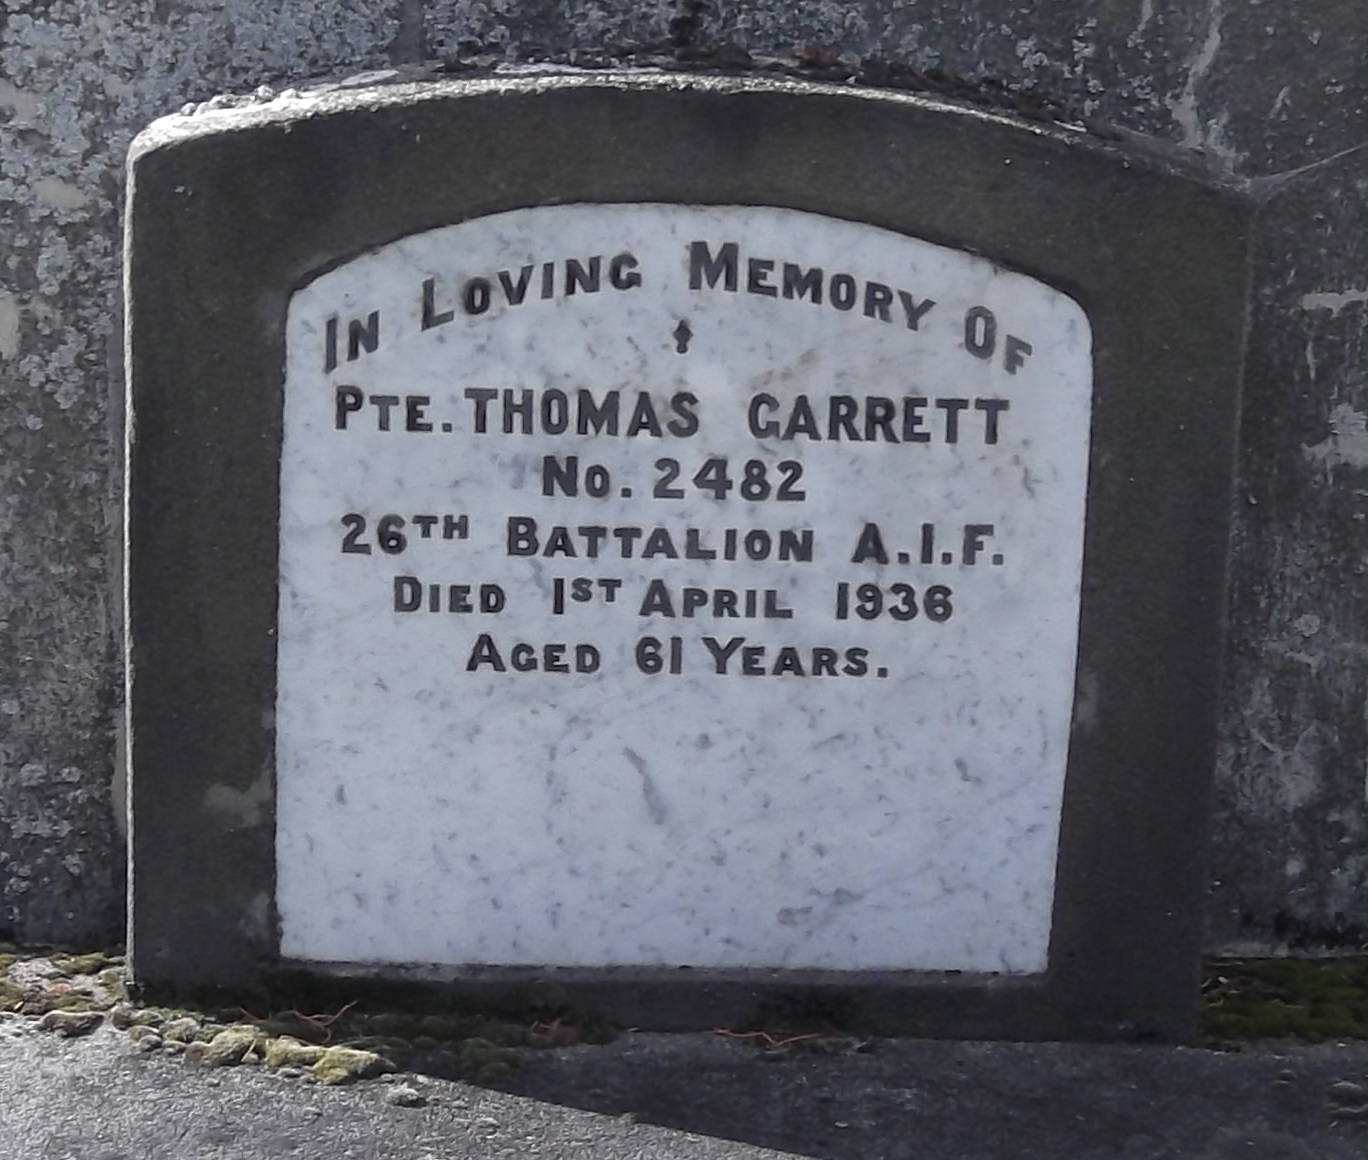 IN LOVING MEMORY OF
PTE. THOMAS GARRETT
NO. 2482
26TH BATTALION A.I.F.
DIED 1ST APRIL 1936
AGED 61 YEARS.